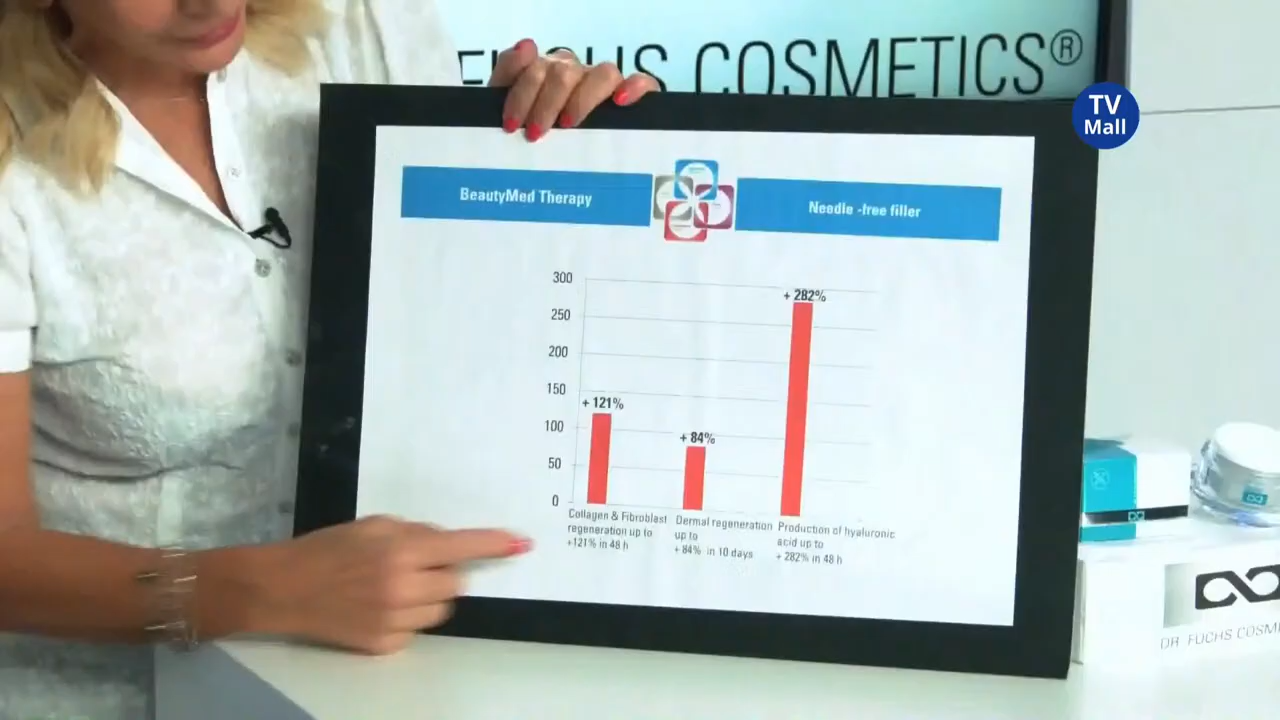 FUCHS COSMETICS®
TV
Mall
BeautyMed Therapy
Needle -free filler
300
250
200
150
100
50
0
+ 121%
+ 84%
+ 282%
Collagen & Fibroblast
regeneration up to
+121% in 48 h
Dermal regeneration
up to
+ 84% in 10 days
Production of hyaluronic
acid up to
+ 282% in 48 h
DR. FUCHS